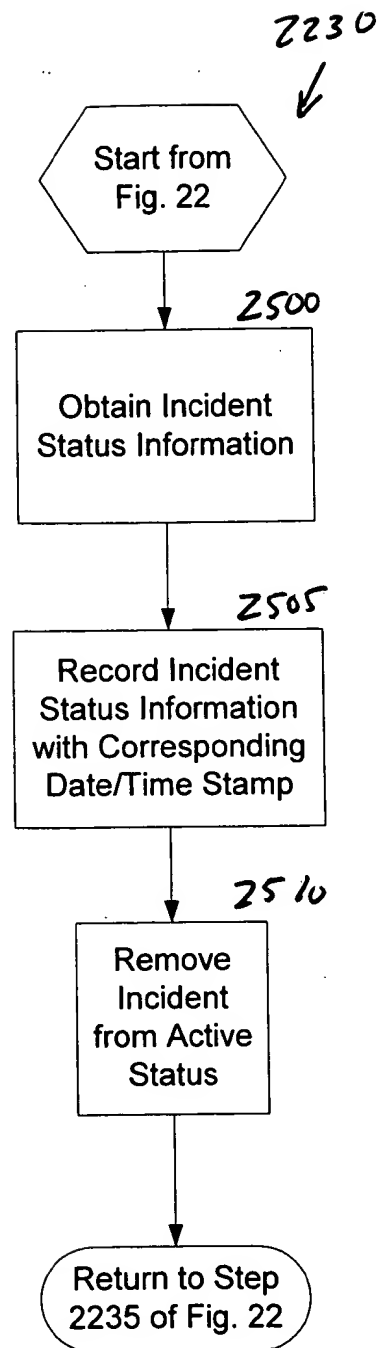 2230
Start from
Fig. 22
2500
Obtain Incident
Status Information
2505
Record Incident
Status Information
with Corresponding
Date/Time Stamp
2510
Remove
Incident
from Active
Status
Return to Step
2235 of Fig. 22